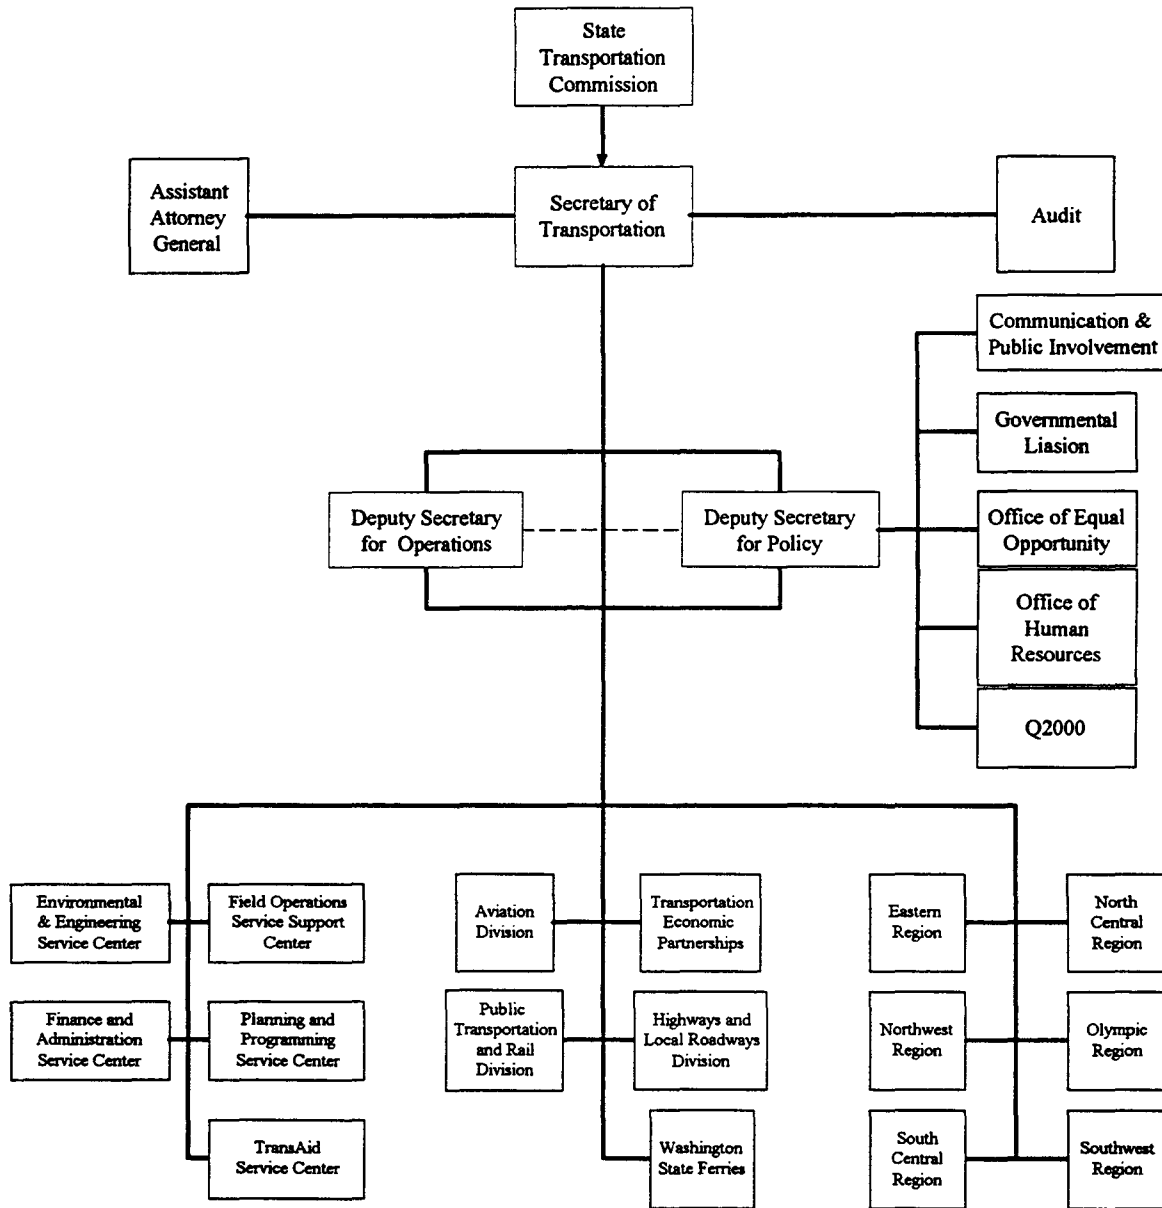 State
Transportation
Commission
Assistant
Attorney
General
Secretary of
Transportation
Audit
Communication &
Public Involvement
Governmental
Liasion
Deputy Secretary
for Operations
Deputy Secretary
for Policy
Office of Equal
Opportunity
Office of
Human
Resources
Q2000
Environmental
& Engineering
Service Center
Field Operations
Service Support
Center
Aviation
Division
Transportation
Economic
Partnerships
Eastern
Region
North
Central
Region
Finance and
Administration
Service Center
Planning and
Programming
Service Center
Public
Transportation
and Rail
Division
Highways and
Local Roadways
Division
Northwest
Region
Olympic
Region
TransAid
Service Center
Washington
State Ferries
South
Central
Region
Southwest
Region